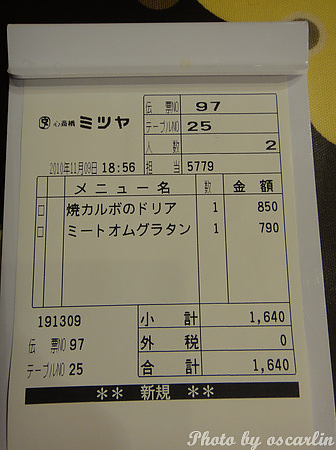 心斎橋 ミツヤ
伝票NO 97
テーブルNO 25
人数 2
2010年11月09日 18:56 担当 5779
メニュー名 数 金額
□ 焼カルボのドリア 1 850
□ ミートオムグラタン 1 790
191309 小計 1,640
伝票NO 97 外税 0
テーブルNO 25 合計 1,640
** 新規 **
Photo by oscarlin